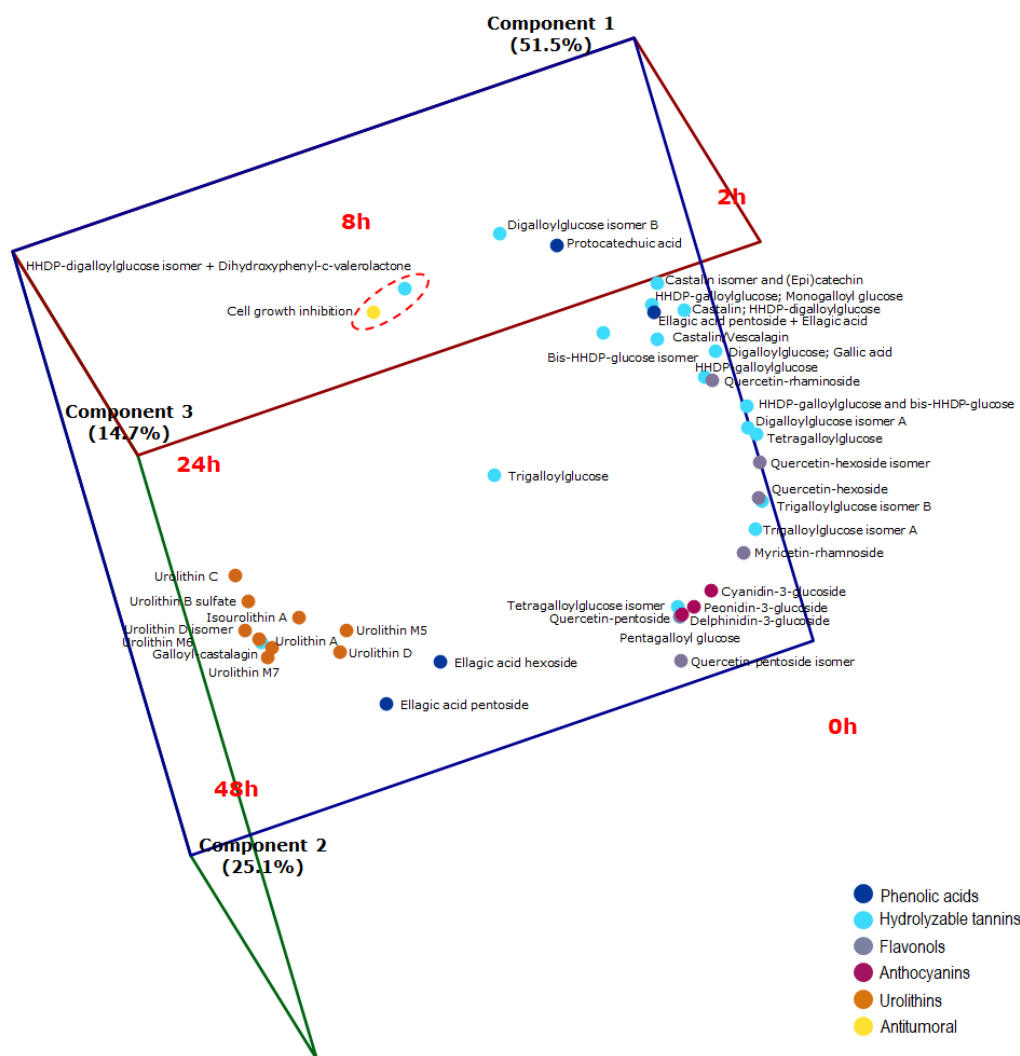 Component 1
(51.5%)
2h
8h
Digalloylglucose isomer B
Protocatechuic acid
HHDP-digalloylglucose isomer + Dihydroxyphenyl-c-valerolactone
Castalin isomer and (Epi)catechin
HHDP-galloylglucose; Monogalloyl glucose
Cell growth inhibition
Castalin; HHDP-digalloylglucose
Ellagic acid pentoside + Ellagic acid
Castalin/Vescalagin
Bis-HHDP-glucose isomer
Digalloylglucose; Gallic acid
HHDP-galloylglucose
Quercetin-rhaminoside
HHDP-galloylglucose and bis-HHDP-glucose
Component 3
(14.7%)
Digalloylglucose isomer A
Tetragalloylglucose
24h
Quercetin-hexoside isomer
Trigalloylglucose
Quercetin-hexoside
Trigalloylglucose isomer B
Trigalloylglucose isomer A
Myricetin-rhamnoside
Urolithin C
Cyanidin-3-glucoside
Urolithin B sulfate
Tetragalloylglucose isomer
Peonidin-3-glucoside
Isourolithin A
Quercetin-pentoside
Delphinidin-3-glucoside
Urolithin D isomer
Urolithin M5
Urolithin M6
Urolithin A
Pentagalloyl glucose
Galloyl-castalagin
Urolithin D
Ellagic acid hexoside
Quercetin-pentoside isomer
Urolithin M7
Ellagic acid pentoside
0h
48h
Component 2
(25.1%)
Phenolic acids
Hydrolyzable tannins
Flavonols
Anthocyanins
Urolithins
Antitumoral